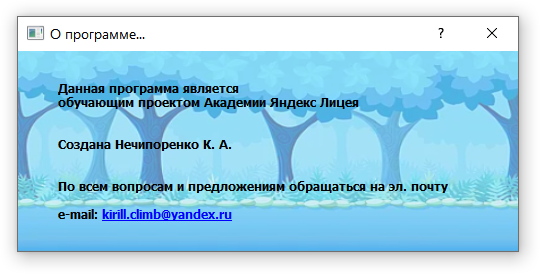 О программе...
Данная программа является
обучающим проектом Академии Яндекс Лицея
Создана Нечипоренко К. А.
По всем вопросам и предложениям обращаться на эл. почту
e-mail: kirill.climb@yandex.ru